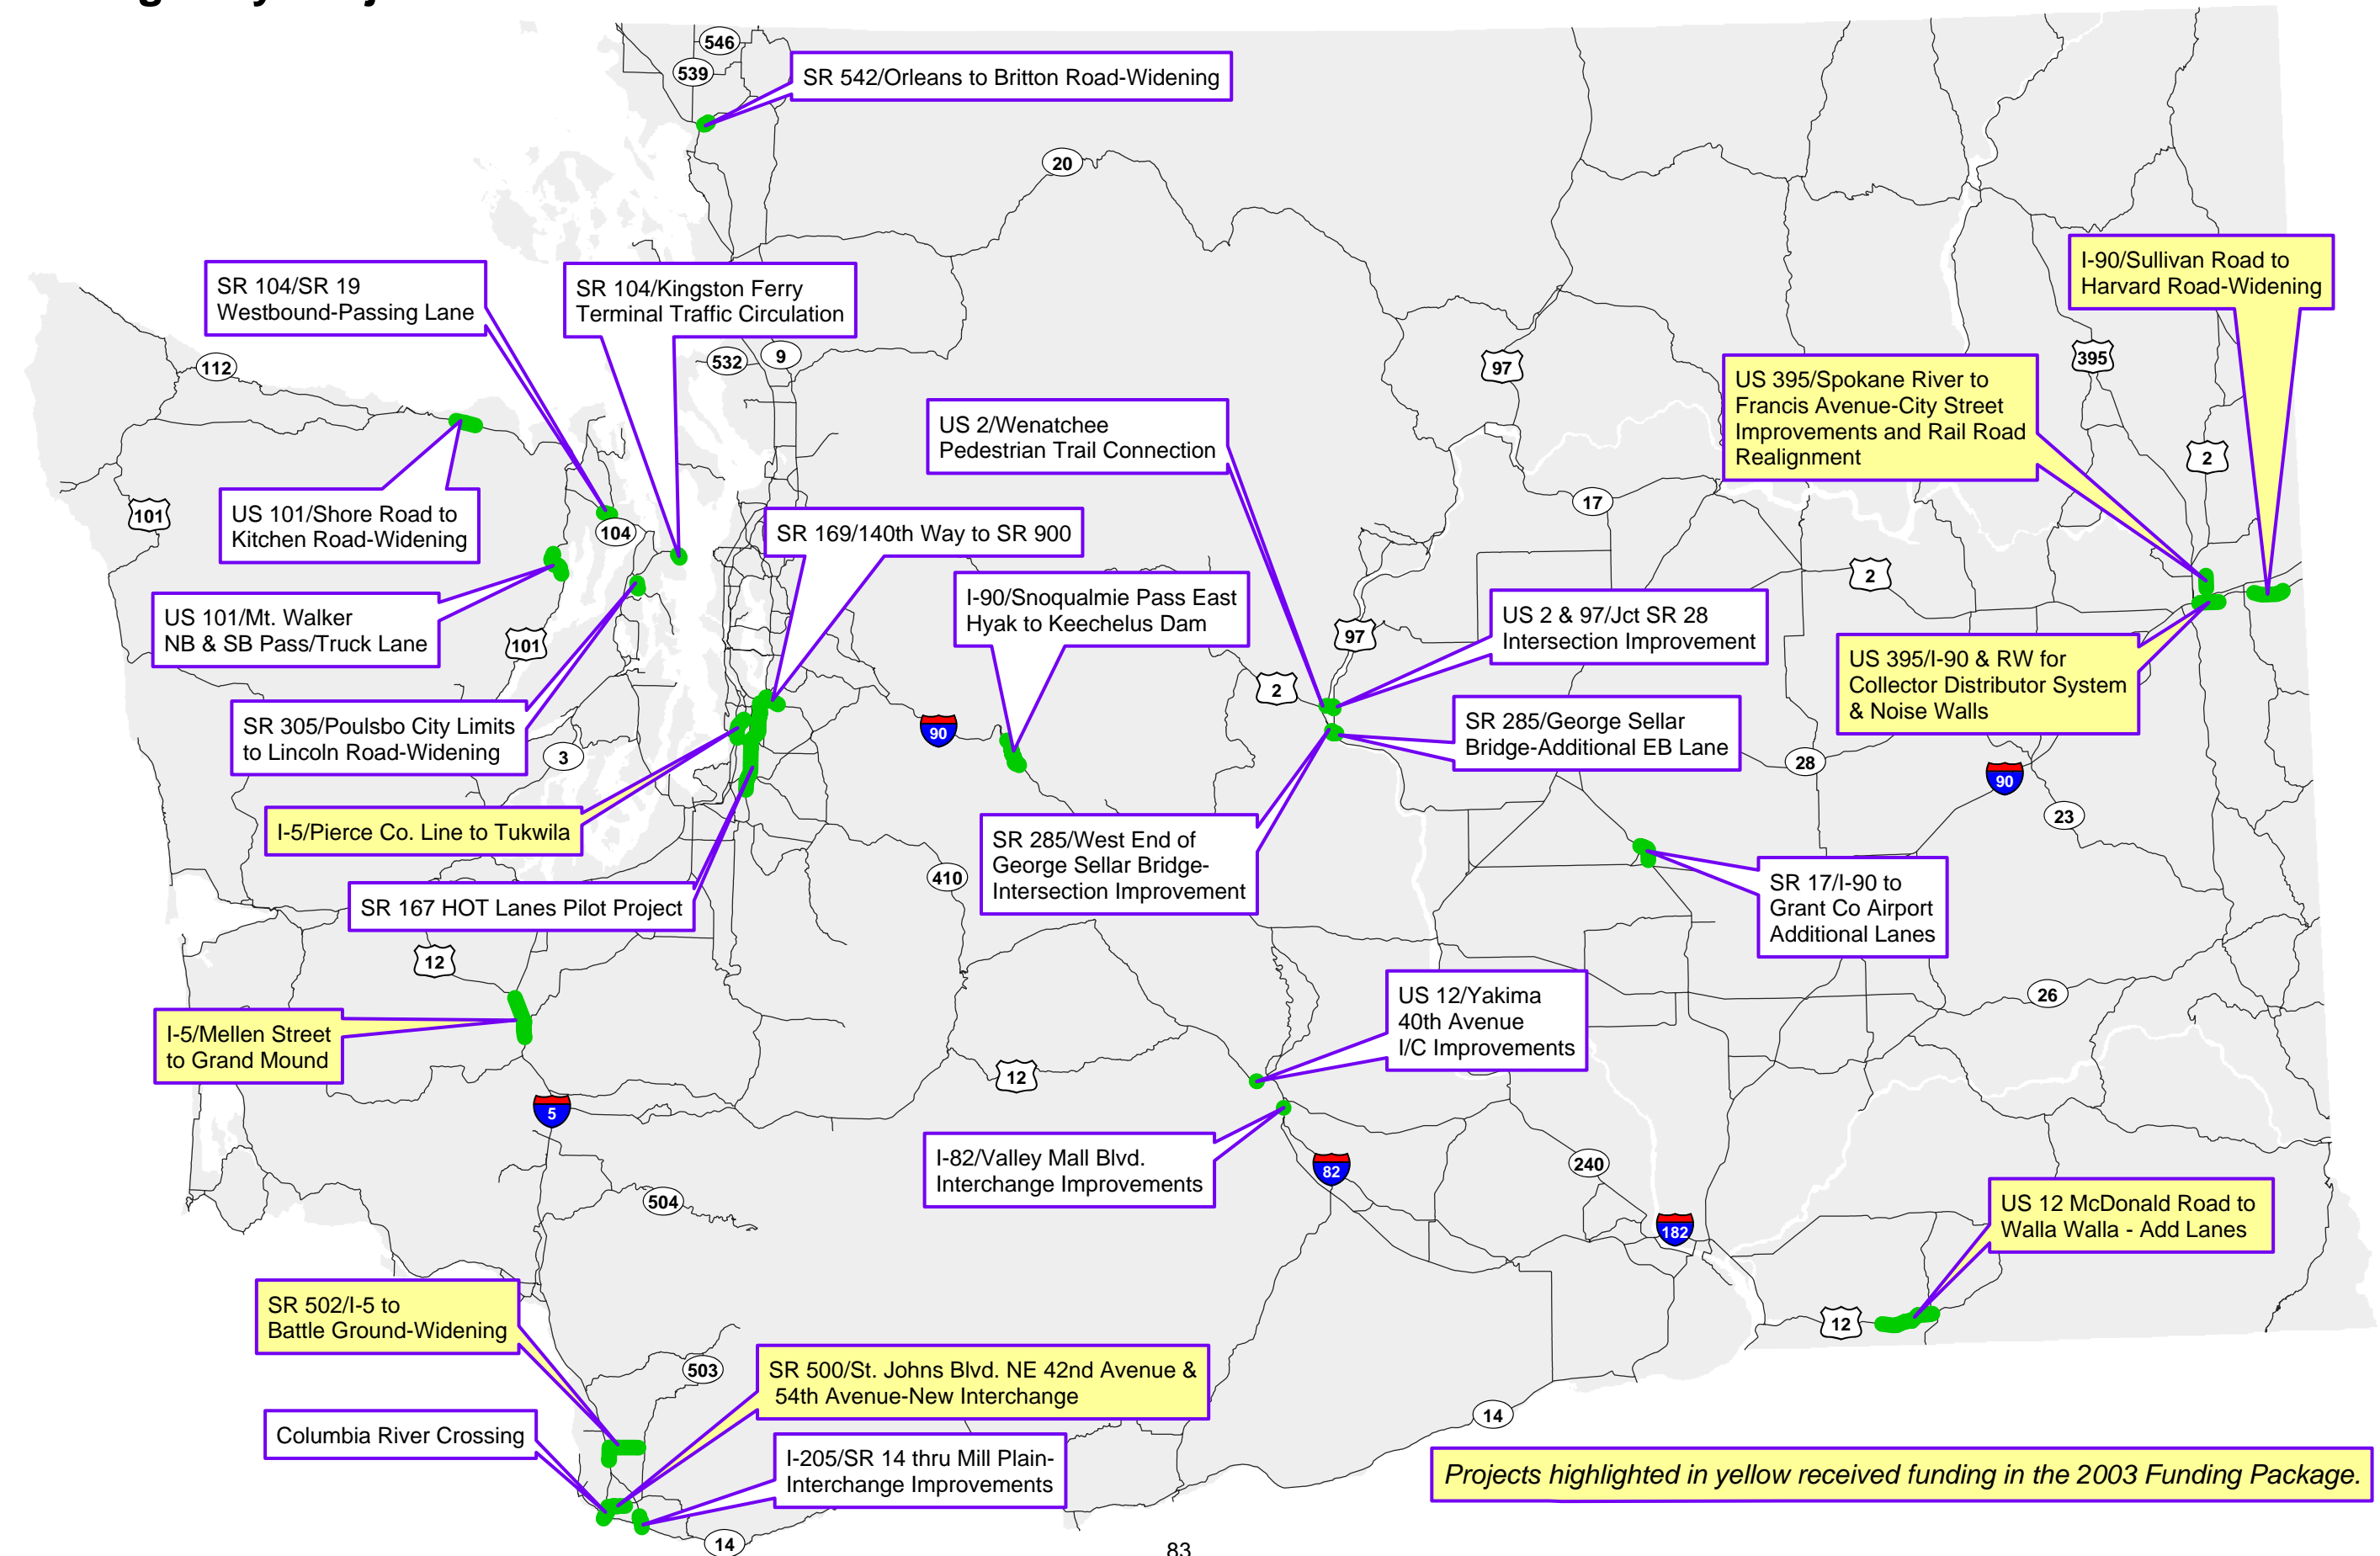 546
539
SR 542/Orleans to Britton Road-Widening
20
SR 104/SR 19
Westbound-Passing Lane
SR 104/Kingston Ferry
Terminal Traffic Circulation
I-90/Sullivan Road to
Harvard Road-Widening
112
532
9
97
395
US 395/Spokane River to
Francis Avenue-City Street
Improvements and Rail Road
Realignment
US 2/Wenatchee
Pedestrian Trail Connection
2
101
US 101/Shore Road to
Kitchen Road-Widening
104
SR 169/140th Way to SR 900
17
2
US 101/Mt. Walker
NB & SB Pass/Truck Lane
101
I-90/Snoqualmie Pass East
Hyak to Keechelus Dam
97
US 2 & 97/Jct SR 28
Intersection Improvement
US 395/I-90 & RW for
Collector Distributor System
& Noise Walls
2
SR 305/Poulsbo City Limits
to Lincoln Road-Widening
3
90
SR 285/George Sellar
Bridge-Additional EB Lane
28
90
I-5/Pierce Co. Line to Tukwila
23
SR 285/West End of
George Sellar Bridge-
Intersection Improvement
SR 167 HOT Lanes Pilot Project
410
SR 17/I-90 to
Grant Co Airport
Additional Lanes
12
US 12/Yakima
40th Avenue
I/C Improvements
26
I-5/Mellen Street
to Grand Mound
12
5
I-82/Valley Mall Blvd.
Interchange Improvements
82
240
504
182
US 12 McDonald Road to
Walla Walla - Add Lanes
SR 502/I-5 to
Battle Ground-Widening
12
503
SR 500/St. Johns Blvd. NE 42nd Avenue &
54th Avenue-New Interchange
14
Columbia River Crossing
I-205/SR 14 thru Mill Plain-
Interchange Improvements
Projects highlighted in yellow received funding in the 2003 Funding Package.
14
83